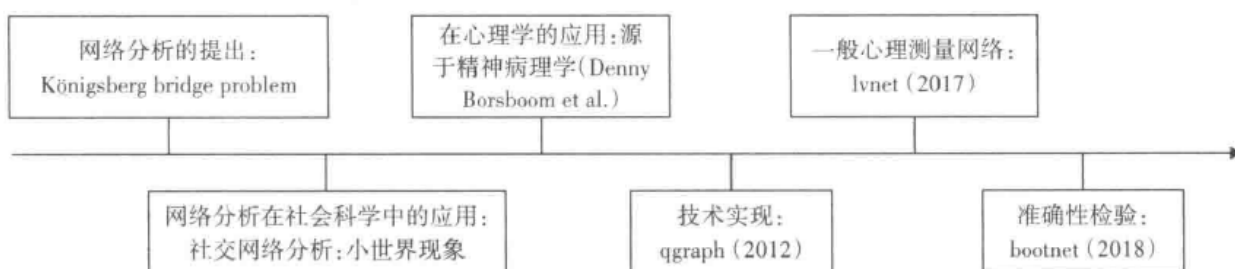 网络分析的提出：
Königsberg bridge problem
在心理学的应用：源
于精神病理学（Denny
Borsboom et al.）
一般心理测量网络：
lvnet（2017）
网络分析在社会科学中的应用：
社交网络分析：小世界现象
技术实现：
qgraph（2012）
准确性检验：
bootnet（2018）